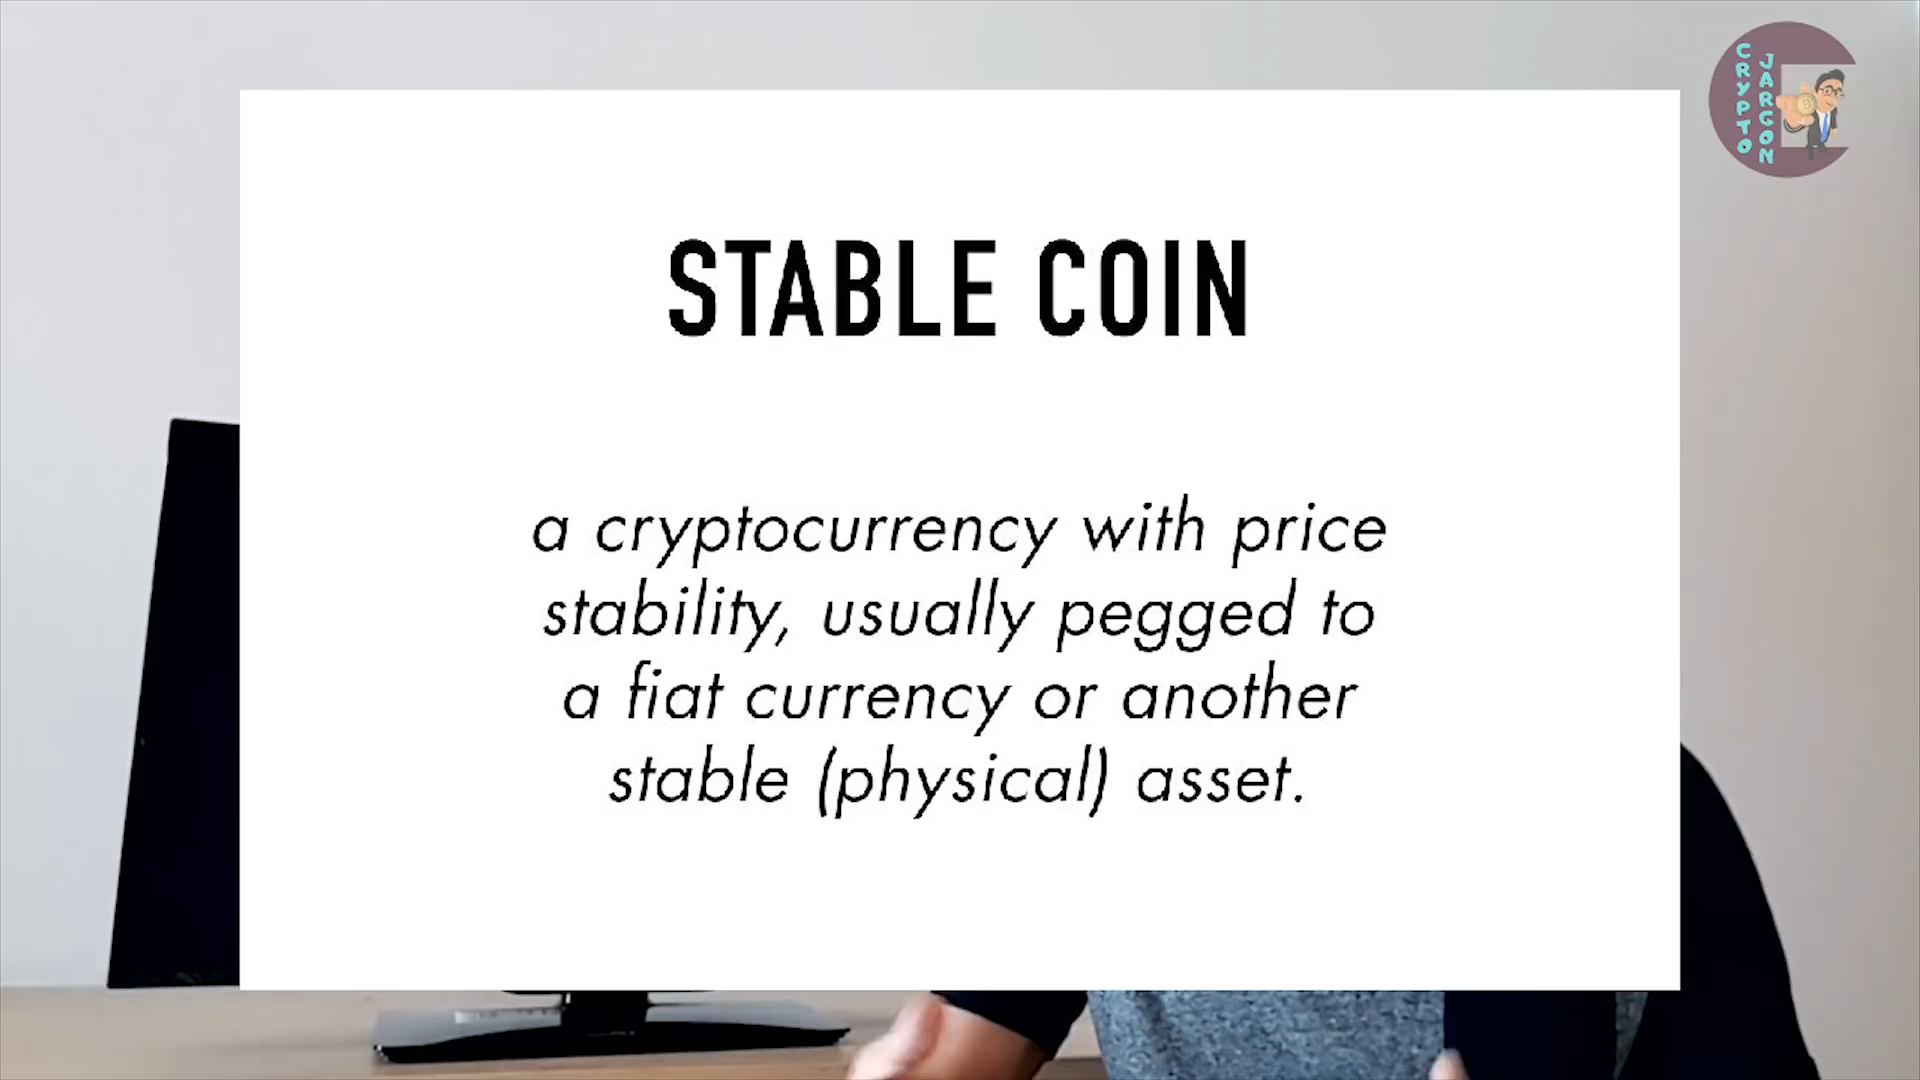 STABLE COIN
a cryptocurrency with price
stability, usually pegged to
a fiat currency or another
stable (physical) asset.
CRYPTO
JARGON